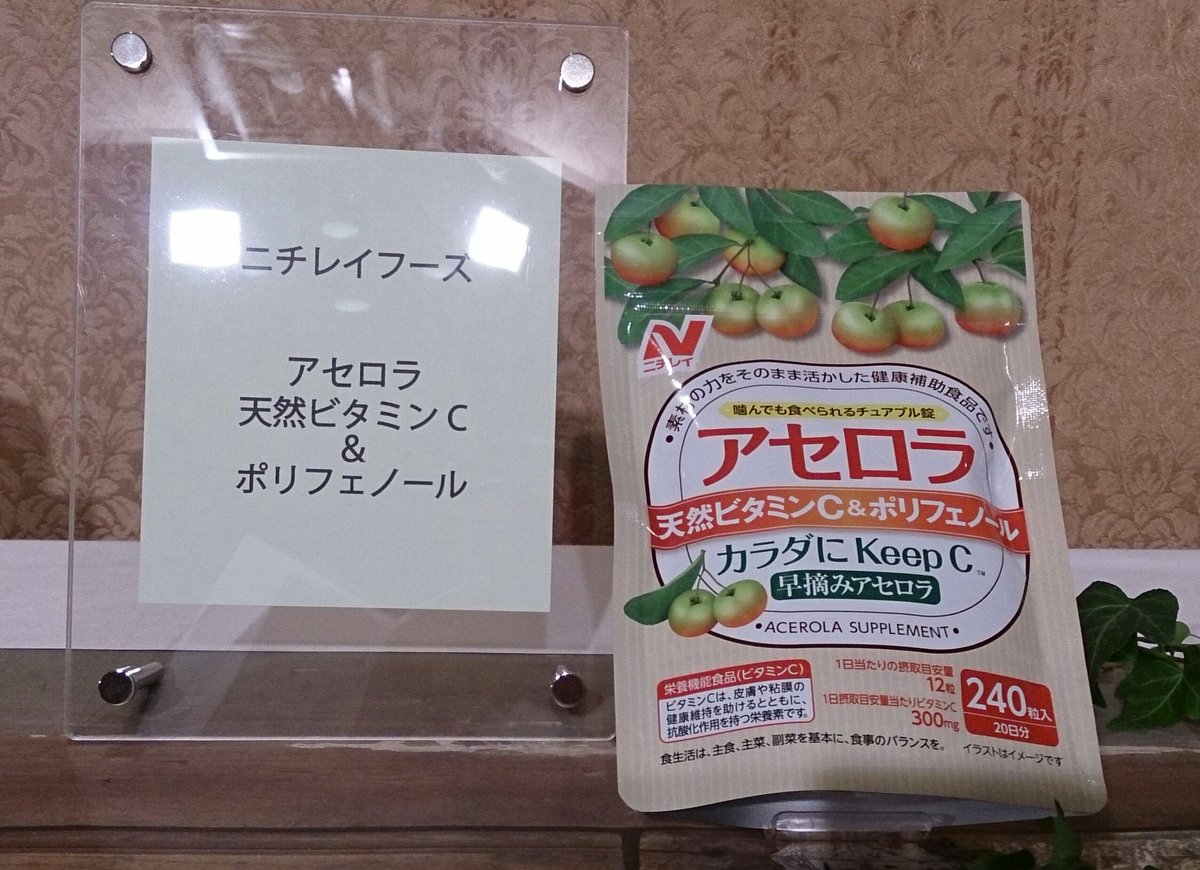 ニチレイフーズ
アセロラ
天然ビタミンC
&
ポリフェノール
ニチレイ
・素材の力をそのまま活かした健康補助食品です・
噛んでも食べられるチュアブル錠
アセロラ
天然ビタミンC&ポリフェノール
カラダに Keep C™
早摘みアセロラ
・ACEROLA SUPPLEMENT・
栄養機能食品(ビタミンC)
ビタミンCは、皮膚や粘膜の
健康維持を助けるとともに、
抗酸化作用を持つ栄養素です。
1日当たりの摂取目安量
12粒
1日摂取目安量当たりビタミンC
300mg
240粒入
20日分
食生活は、主食、主菜、副菜を基本に、食事のバランスを。
イラストはイメージです